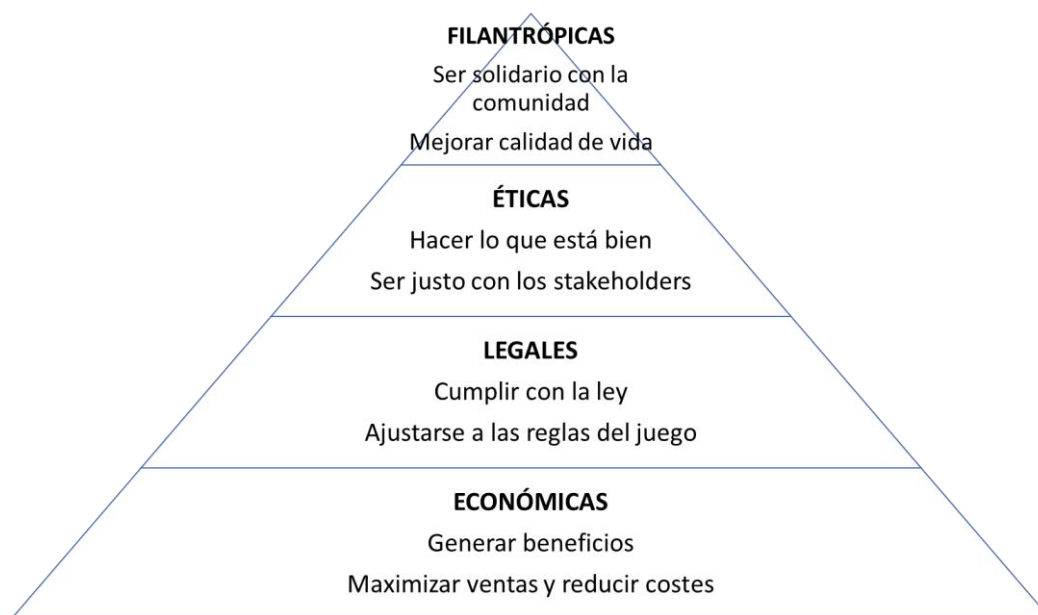 FILANTRÓPICAS
Ser solidario con la
comunidad
Mejorar calidad de vida
ÉTICAS
Hacer lo que está bien
Ser justo con los stakeholders
LEGALES
Cumplir con la ley
Ajustarse a las reglas del juego
ECONÓMICAS
Generar beneficios
Maximizar ventas y reducir costes